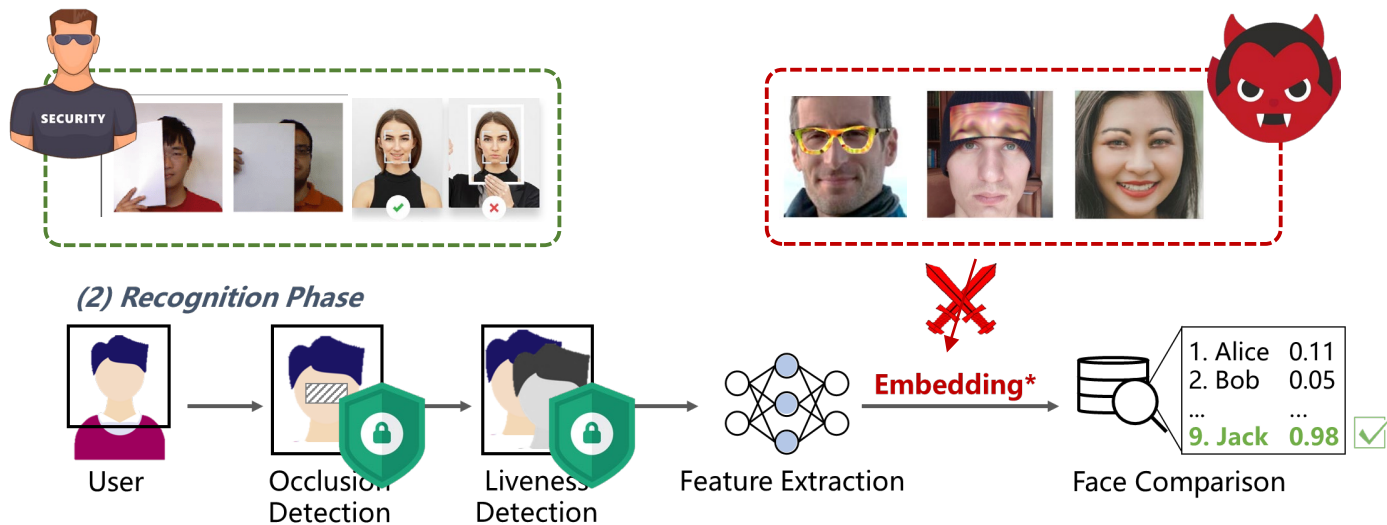 SECURITY
(2) Recognition Phase
1. Alice 0.11
2. Bob 0.05
... ...
9. Jack 0.98
Embedding*
User
Occlusion
Detection
Liveness
Detection
Feature Extraction
Face Comparison